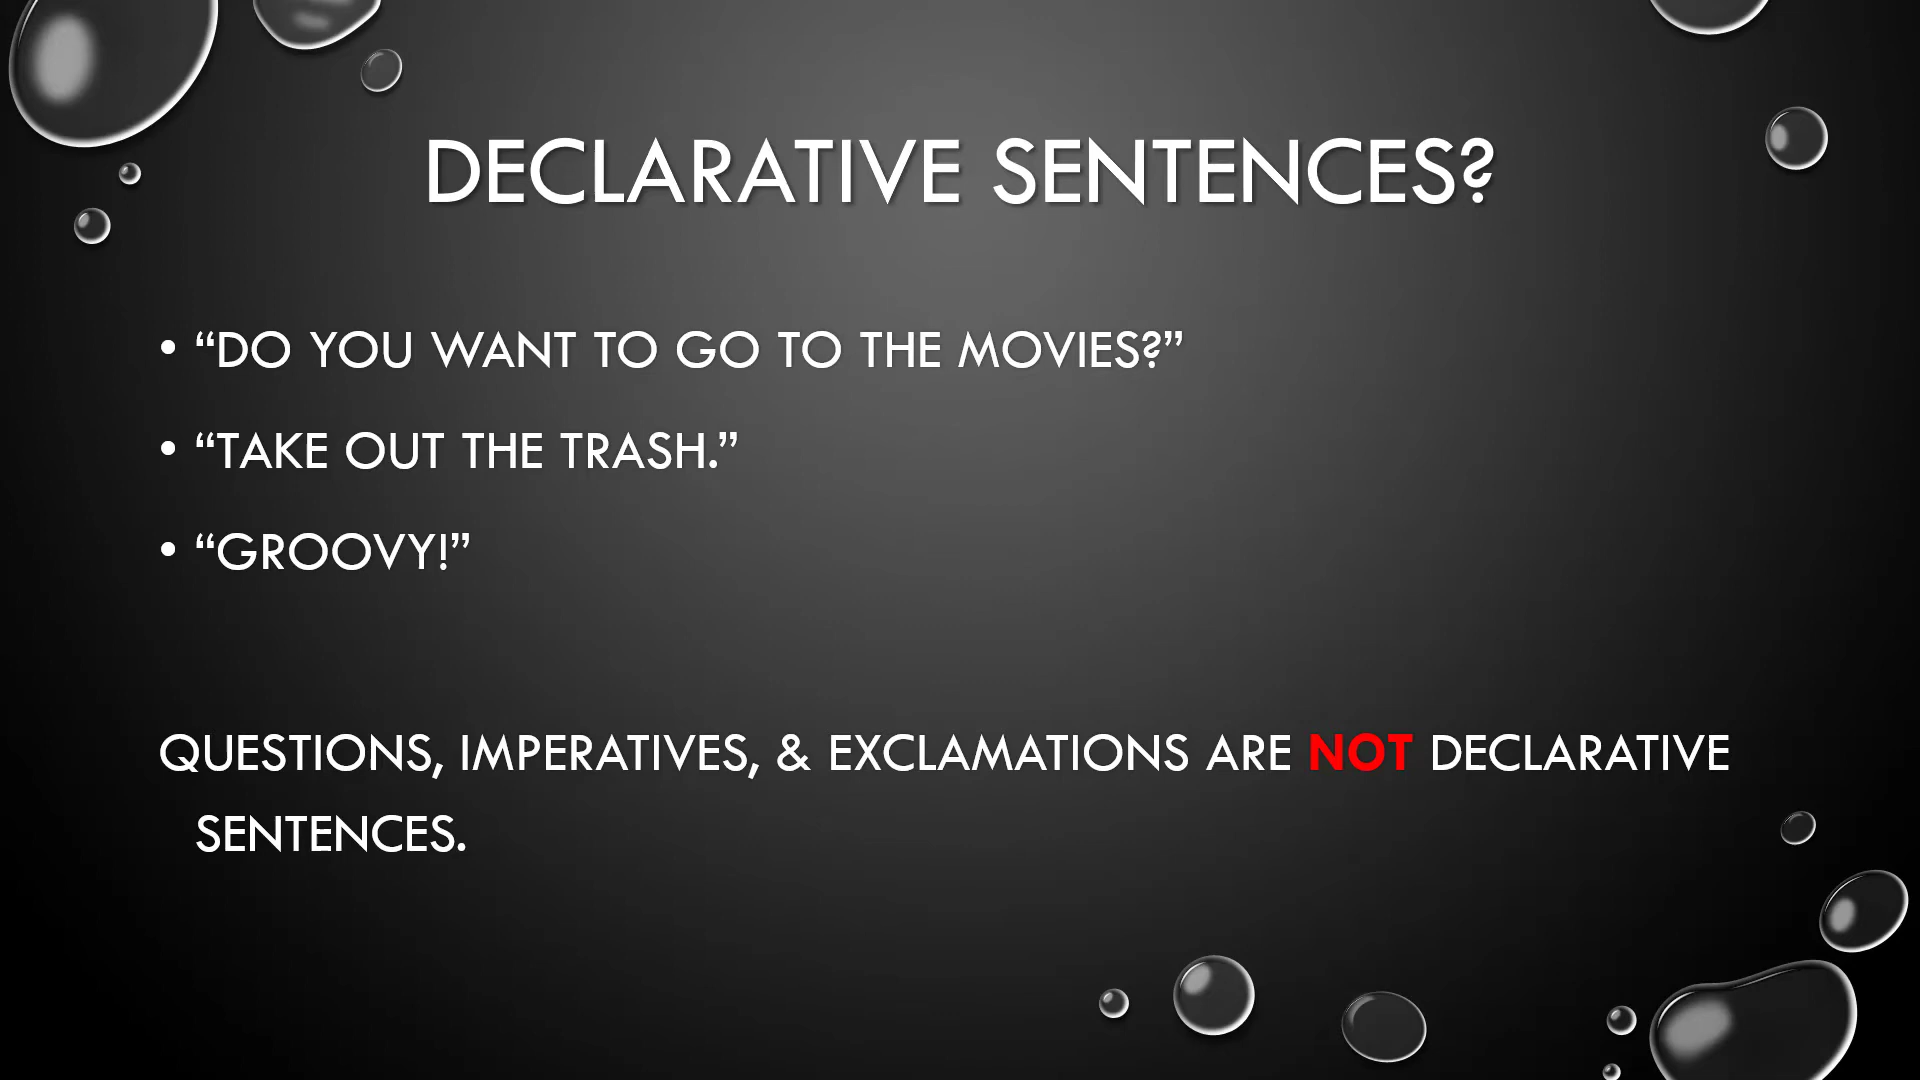 DECLARATIVE SENTENCES?
• “DO YOU WANT TO GO TO THE MOVIES?”
• “TAKE OUT THE TRASH.”
• “GROOVY!”
QUESTIONS, IMPERATIVES, & EXCLAMATIONS ARE NOT DECLARATIVE
SENTENCES.